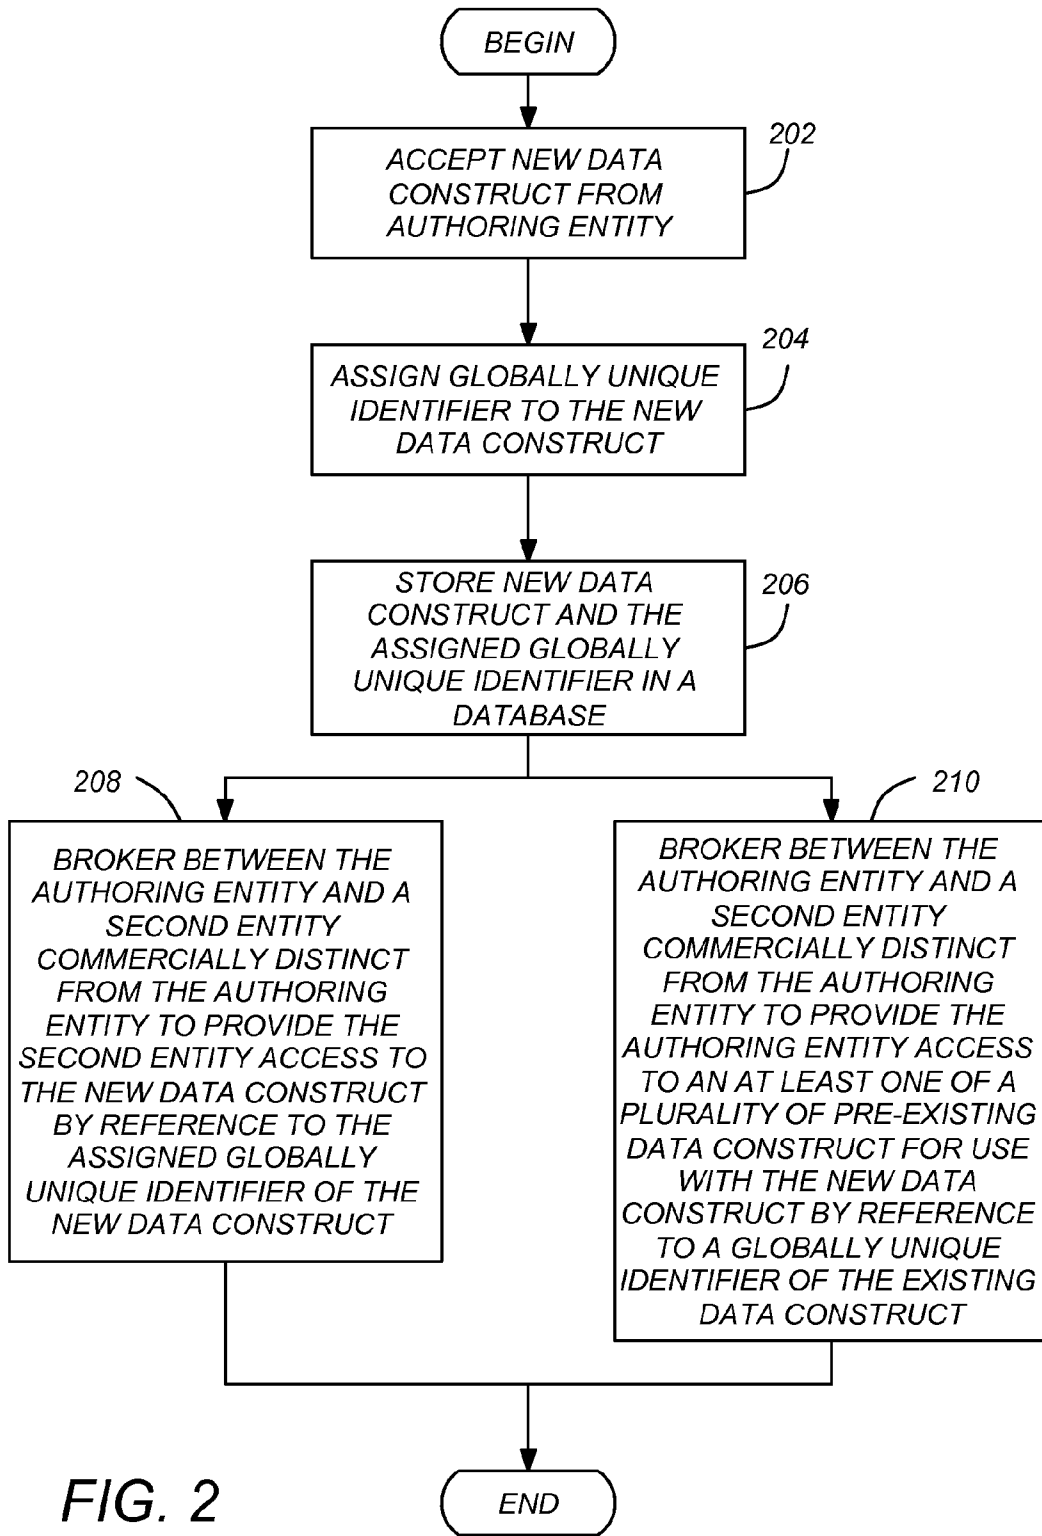 BEGIN
202
ACCEPT NEW DATA
CONSTRUCT FROM
AUTHORING ENTITY
204
ASSIGN GLOBALLY UNIQUE
IDENTIFIER TO THE NEW
DATA CONSTRUCT
206
STORE NEW DATA
CONSTRUCT AND THE
ASSIGNED GLOBALLY
UNIQUE IDENTIFIER IN A
DATABASE
208
BROKER BETWEEN THE
AUTHORING ENTITY AND A
SECOND ENTITY
COMMERCIALLY DISTINCT
FROM THE AUTHORING
ENTITY TO PROVIDE THE
SECOND ENTITY ACCESS TO
THE NEW DATA CONSTRUCT
BY REFERENCE TO THE
ASSIGNED GLOBALLY
UNIQUE IDENTIFIER OF THE
NEW DATA CONSTRUCT
210
BROKER BETWEEN THE
AUTHORING ENTITY AND A
SECOND ENTITY
COMMERCIALLY DISTINCT
FROM THE AUTHORING
ENTITY TO PROVIDE THE
AUTHORING ENTITY ACCESS
TO AN AT LEAST ONE OF A
PLURALITY OF PRE-EXISTING
DATA CONSTRUCT FOR USE
WITH THE NEW DATA
CONSTRUCT BY REFERENCE
TO A GLOBALLY UNIQUE
IDENTIFIER OF THE EXISTING
DATA CONSTRUCT
END
FIG. 2